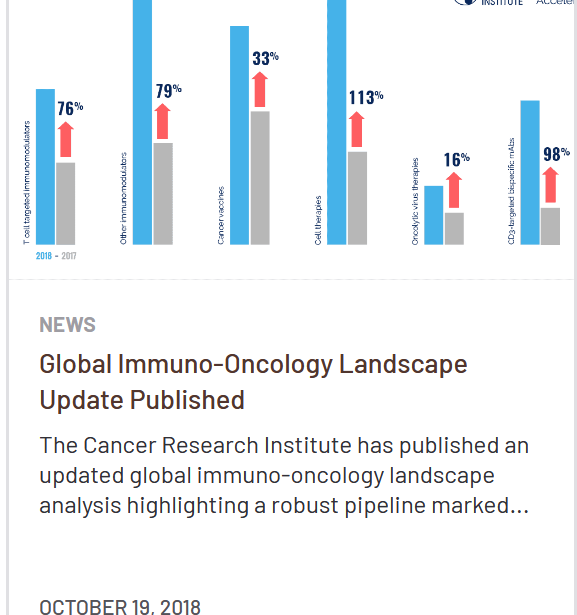 INSTITUTE
76%
79%
33%
113%
16%
98%
T cell targeted immunomodulators
Other immunomodulators
Cancer vaccines
Cell therapies
Oncolytic virus therapies
CD3-targeted bispecific mAbs
2018 - 2017
NEWS
Global Immuno-Oncology Landscape
Update Published
The Cancer Research Institute has published an
updated global immuno-oncology landscape
analysis highlighting a robust pipeline marked...
OCTOBER 19, 2018